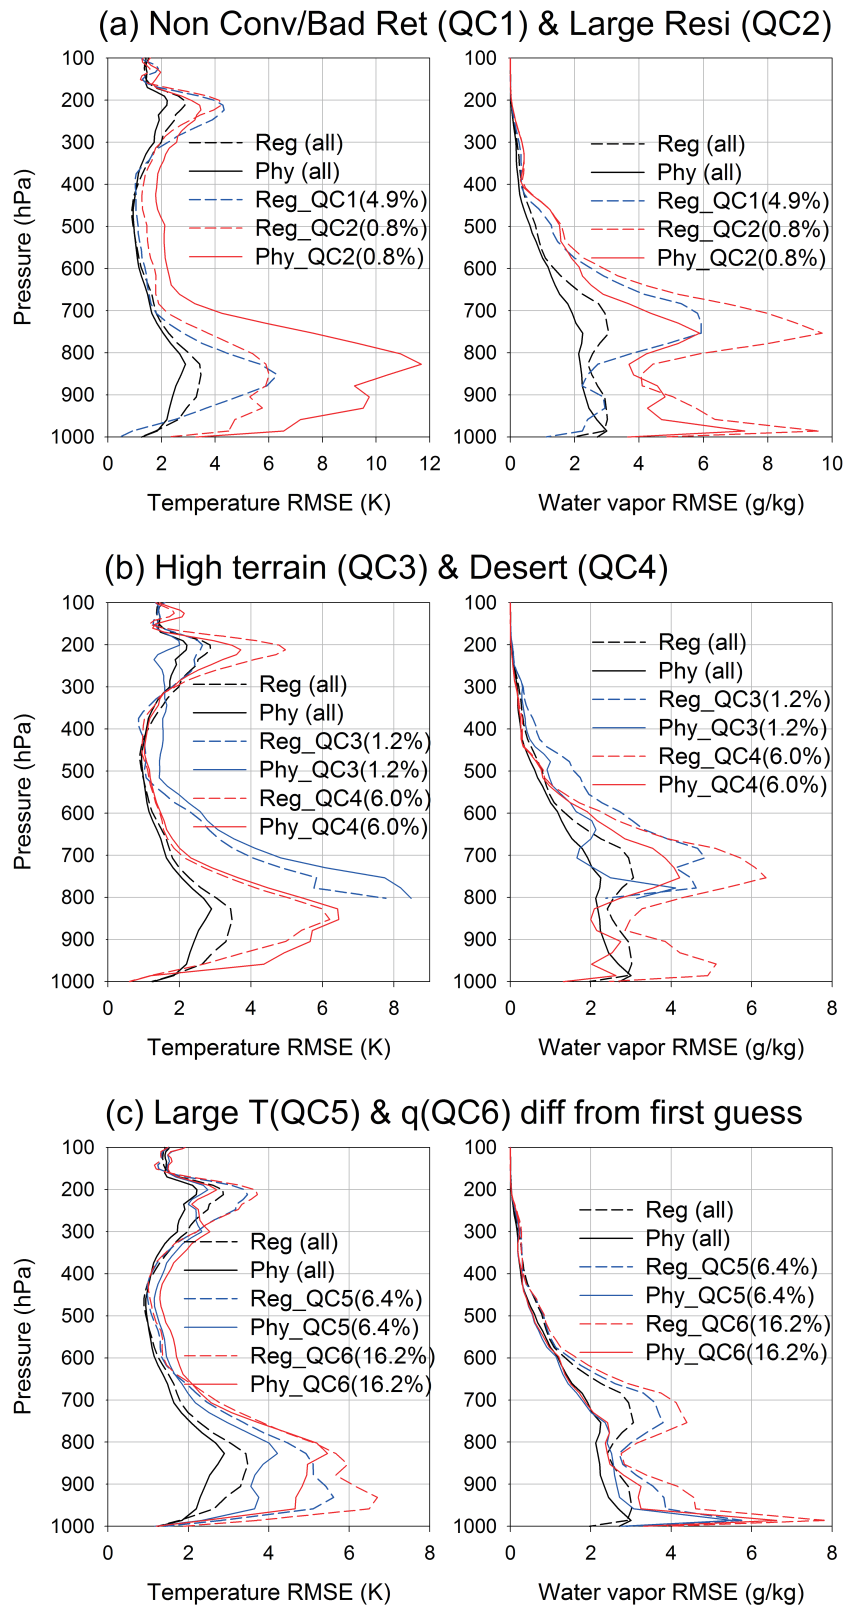 (a) Non Conv/Bad Ret (QC1) & Large Resi (QC2)
Pressure (hPa)
100
200
300
400
500
600
700
800
900
1000
Reg (all)
Phy (all)
Reg_QC1(4.9%)
Reg_QC2(0.8%)
Phy_QC2(0.8%)
0 2 4 6 8 10 12
Temperature RMSE (K)
100
200
300
400
500
600
700
800
900
1000
Reg (all)
Phy (all)
Reg_QC1(4.9%)
Reg_QC2(0.8%)
Phy_QC2(0.8%)
0 2 4 6 8 10
Water vapor RMSE (g/kg)
(b) High terrain (QC3) & Desert (QC4)
Pressure (hPa)
100
200
300
400
500
600
700
800
900
1000
Reg (all)
Phy (all)
Reg_QC3(1.2%)
Phy_QC3(1.2%)
Reg_QC4(6.0%)
Phy_QC4(6.0%)
0 2 4 6 8
Temperature RMSE (K)
100
200
300
400
500
600
700
800
900
1000
Reg (all)
Phy (all)
Reg_QC3(1.2%)
Phy_QC3(1.2%)
Reg_QC4(6.0%)
Phy_QC4(6.0%)
0 2 4 6 8
Water vapor RMSE (g/kg)
(c) Large T(QC5) & q(QC6) diff from first guess
Pressure (hPa)
100
200
300
400
500
600
700
800
900
1000
Reg (all)
Phy (all)
Reg_QC5(6.4%)
Phy_QC5(6.4%)
Reg_QC6(16.2%)
Phy_QC6(16.2%)
0 2 4 6 8
Temperature RMSE (K)
100
200
300
400
500
600
700
800
900
1000
Reg (all)
Phy (all)
Reg_QC5(6.4%)
Phy_QC5(6.4%)
Reg_QC6(16.2%)
Phy_QC6(16.2%)
0 2 4 6 8
Water vapor RMSE (g/kg)